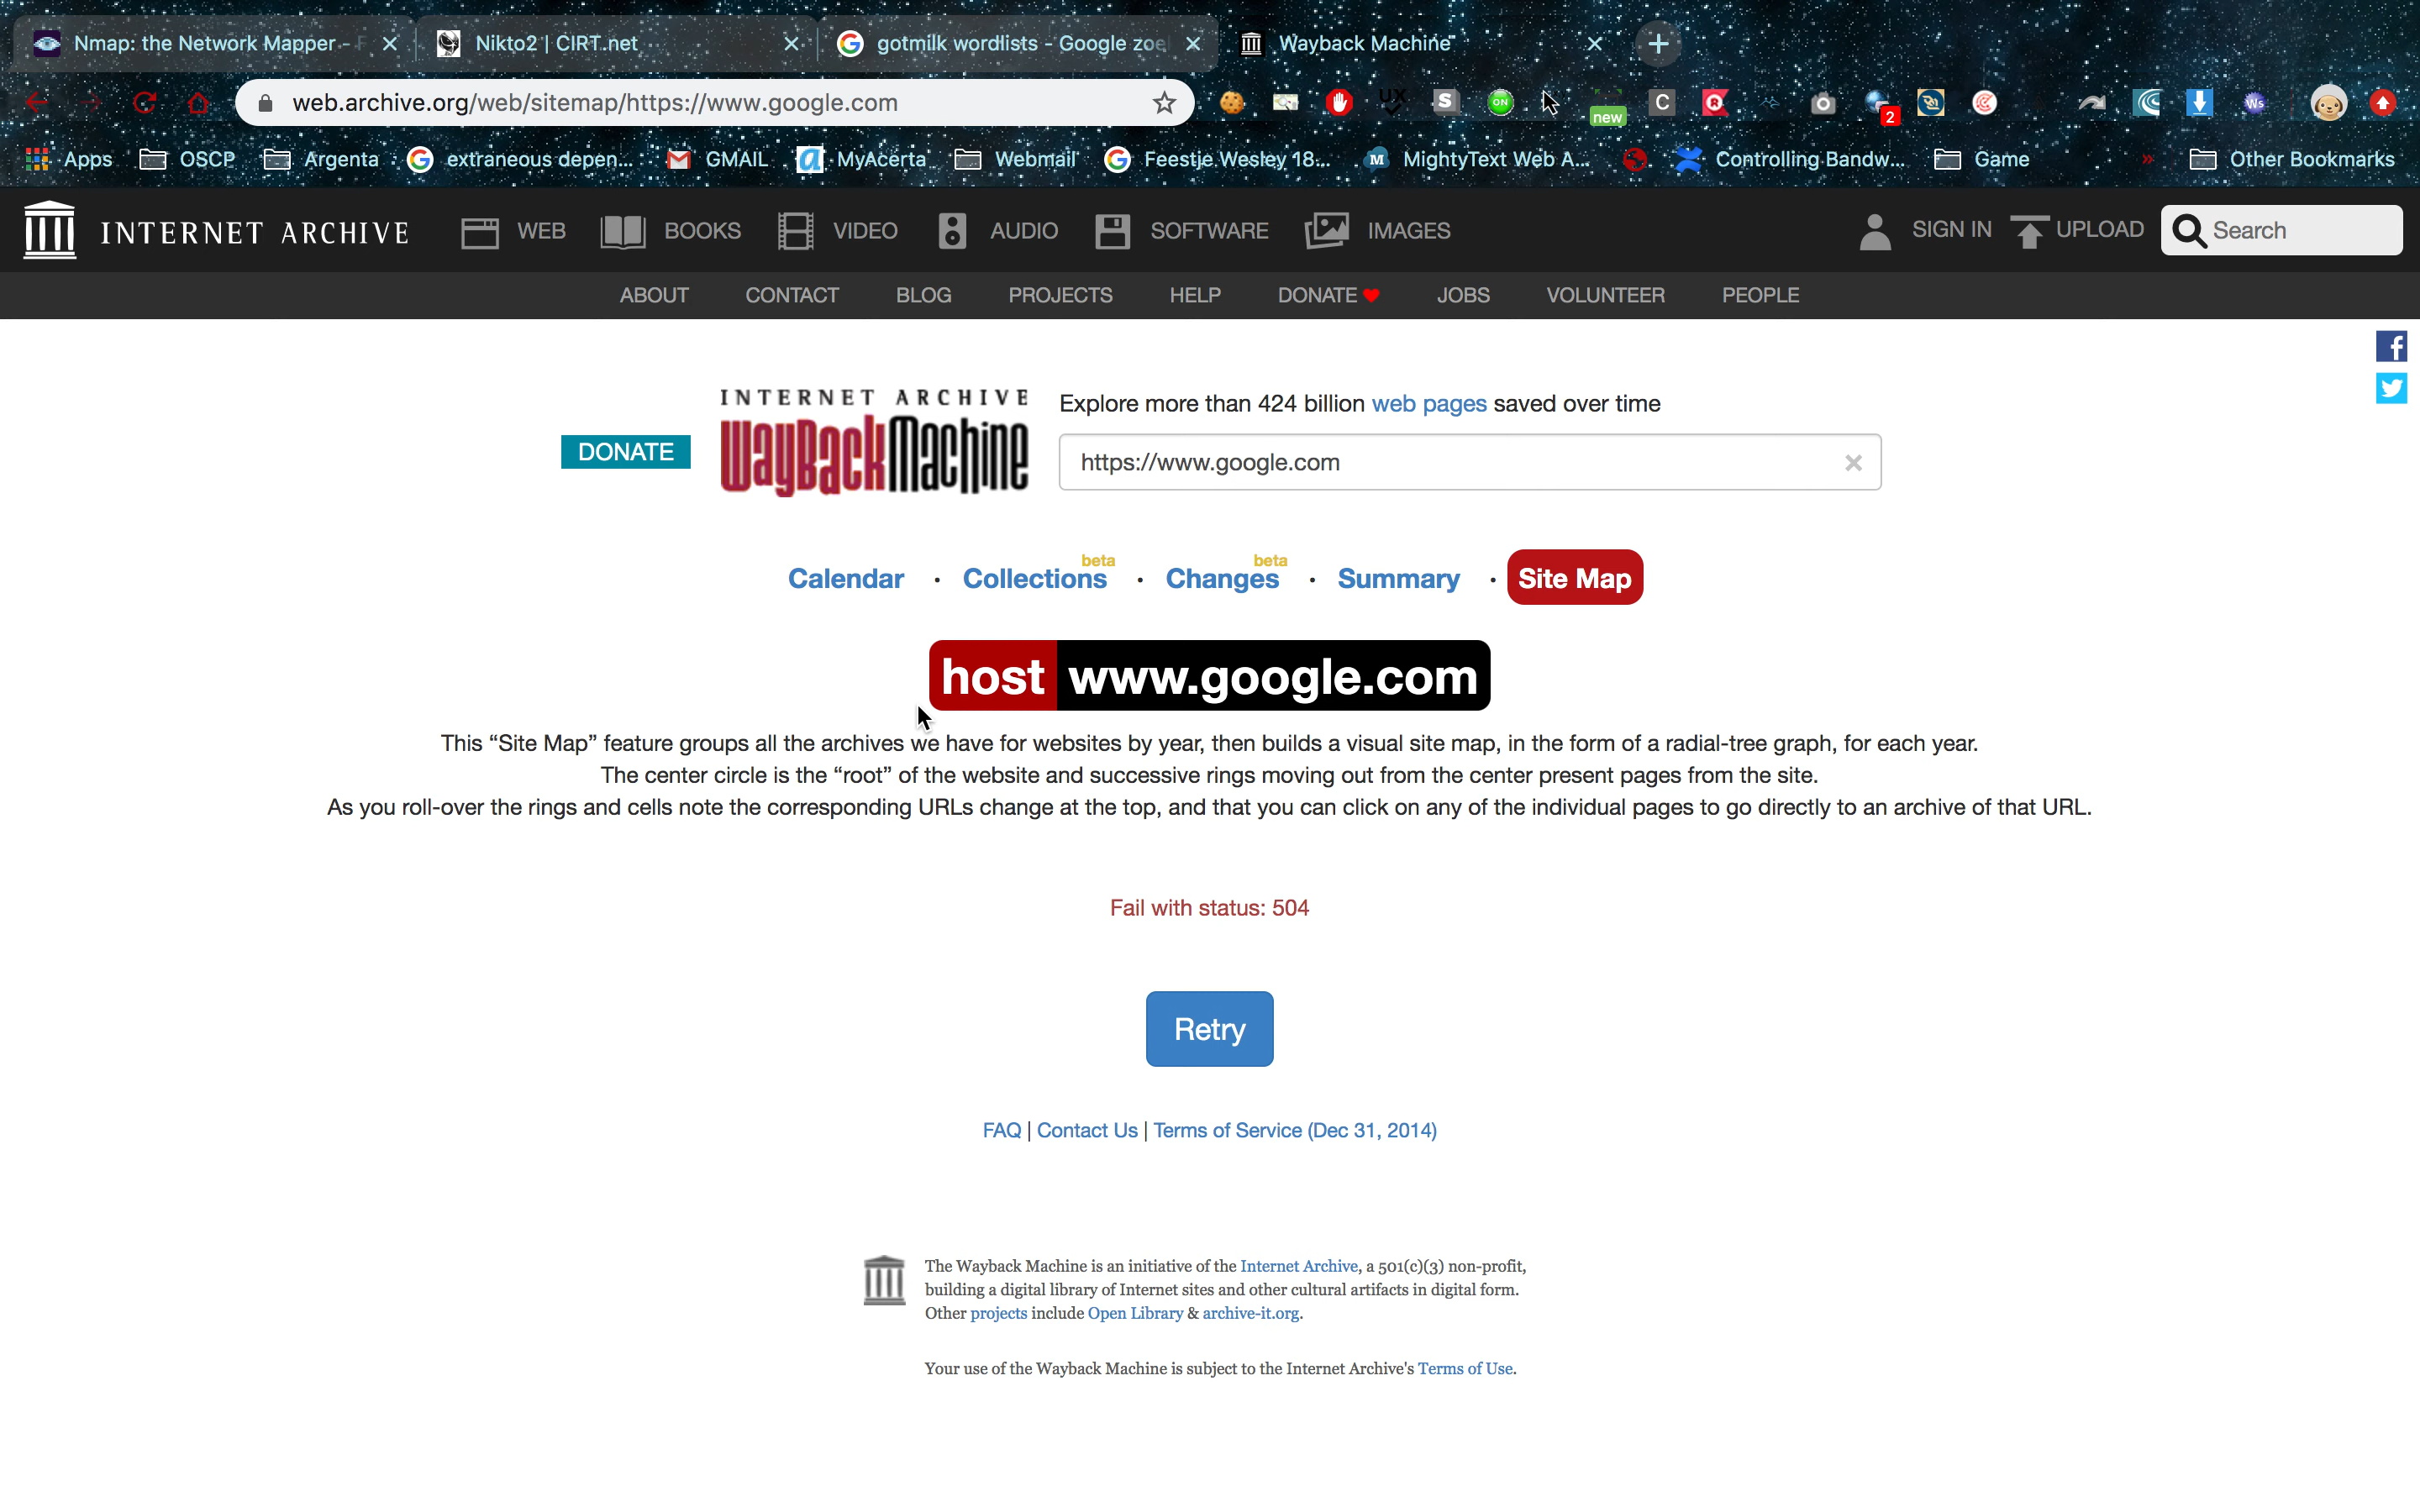 Nmap: the Network Mapper - F
Nikto2 | CIRT.net
gotmilk wordlists - Google zoe
Wayback Machine
web.archive.org/web/sitemap/https://www.google.com
UX
S
ON
new
C
R
2
Ws
Apps
OSCP
Argenta
extraneous depen...
GMAIL
MyAcerta
Webmail
Feestje Wesley 18...
MightyText Web A...
Controlling Bandw...
Game
»
Other Bookmarks
INTERNET ARCHIVE
WEB
BOOKS
VIDEO
AUDIO
SOFTWARE
IMAGES
SIGN IN
UPLOAD
Search
ABOUT
CONTACT
BLOG
PROJECTS
HELP
DONATE
JOBS
VOLUNTEER
PEOPLE
DONATE
INTERNET ARCHIVE
WayBackMachine
Explore more than 424 billion web pages saved over time
https://www.google.com
Calendar · Collections beta · Changes beta · Summary · Site Map
host www.google.com
This “Site Map” feature groups all the archives we have for websites by year, then builds a visual site map, in the form of a radial-tree graph, for each year.
The center circle is the “root” of the website and successive rings moving out from the center present pages from the site.
As you roll-over the rings and cells note the corresponding URLs change at the top, and that you can click on any of the individual pages to go directly to an archive of that URL.
Fail with status: 504
Retry
FAQ | Contact Us | Terms of Service (Dec 31, 2014)
The Wayback Machine is an initiative of the Internet Archive, a 501(c)(3) non-profit,
building a digital library of Internet sites and other cultural artifacts in digital form.
Other projects include Open Library & archive-it.org.
Your use of the Wayback Machine is subject to the Internet Archive's Terms of Use.